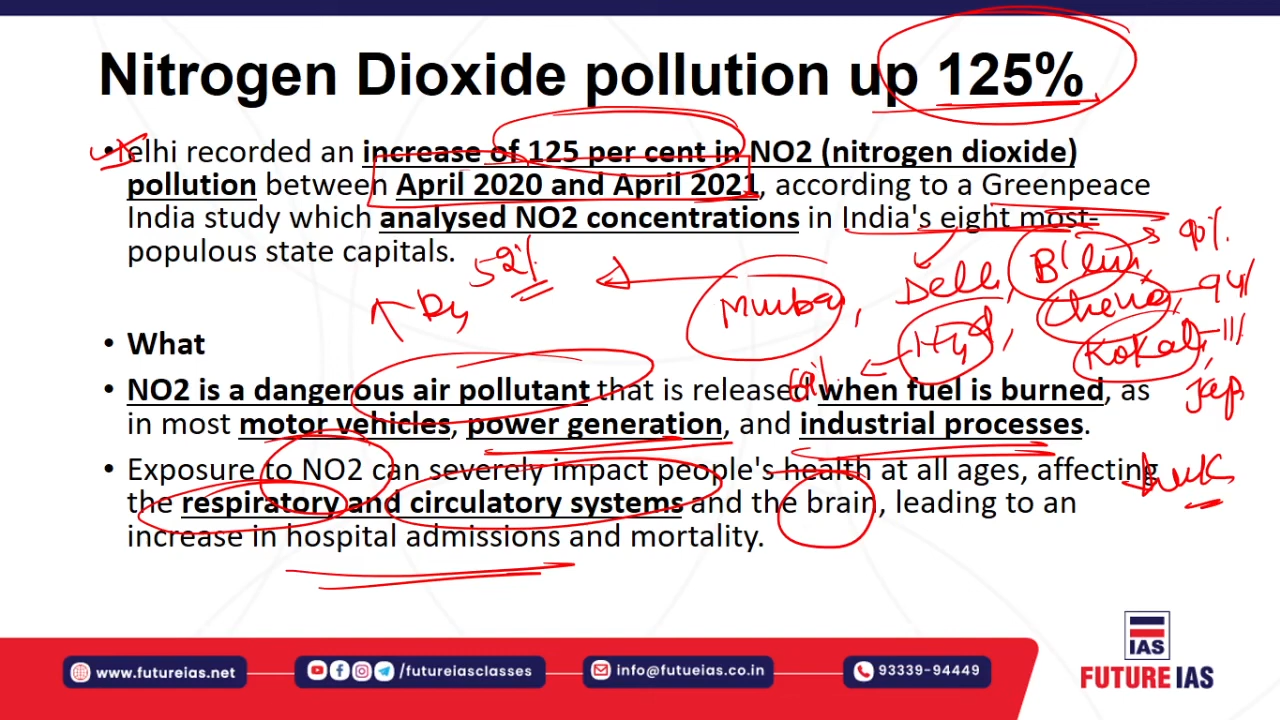 Nitrogen Dioxide pollution up 125%
• elhi recorded an increase of 125 per cent in NO2 (nitrogen dioxide)
pollution between April 2020 and April 2021, according to a Greenpeace
India study which analysed NO2 concentrations in India's eight most-
populous state capitals.
52%
Mumbai, Delhi,
90%
94%
Hyd,
11%
69%
• What
• NO2 is a dangerous air pollutant that is released when fuel is burned, as
in most motor vehicles, power generation, and industrial processes.
• Exposure to NO2 can severely impact people's health at all ages, affecting
the respiratory and circulatory systems and the brain, leading to an
increase in hospital admissions and mortality.
IAS
FUTURE IAS
www.futureias.net
/futureiasclasses
info@futueias.co.in
93339-94449